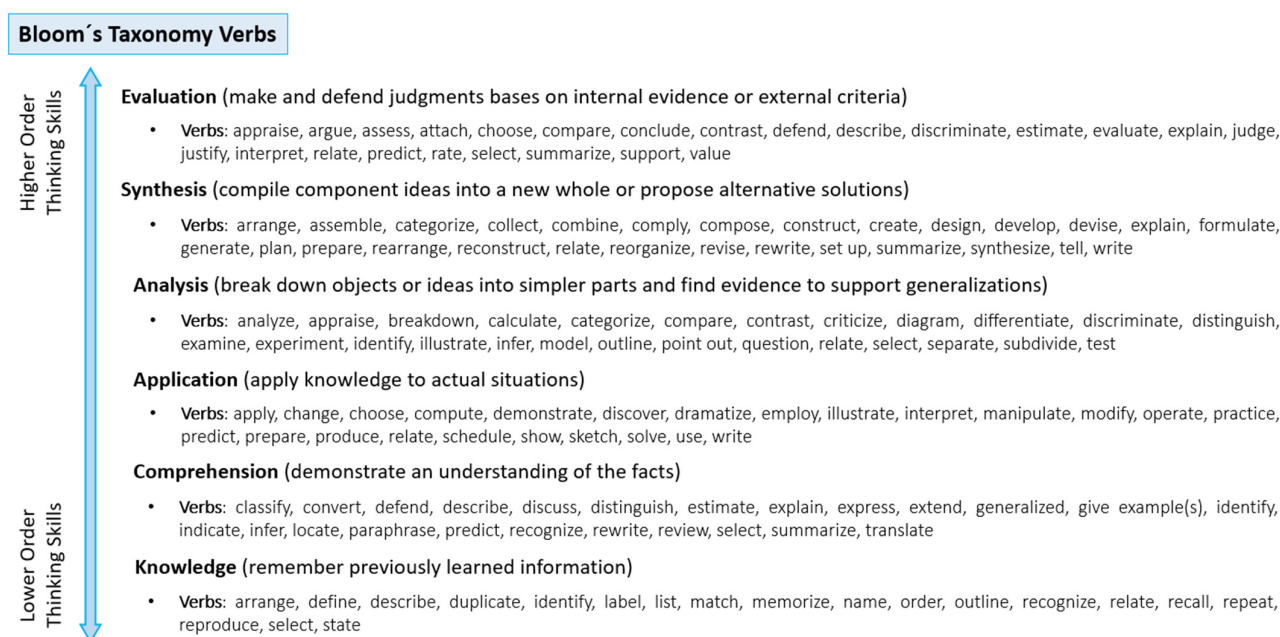 Bloom´s Taxonomy Verbs
Higher Order
Thinking Skills
Evaluation (make and defend judgments bases on internal evidence or external criteria)
• Verbs: appraise, argue, assess, attach, choose, compare, conclude, contrast, defend, describe, discriminate, estimate, evaluate, explain, judge,
justify, interpret, relate, predict, rate, select, summarize, support, value
Synthesis (compile component ideas into a new whole or propose alternative solutions)
• Verbs: arrange, assemble, categorize, collect, combine, comply, compose, construct, create, design, develop, devise, explain, formulate,
generate, plan, prepare, rearrange, reconstruct, relate, reorganize, revise, rewrite, set up, summarize, synthesize, tell, write
Analysis (break down objects or ideas into simpler parts and find evidence to support generalizations)
• Verbs: analyze, appraise, breakdown, calculate, categorize, compare, contrast, criticize, diagram, differentiate, discriminate, distinguish,
examine, experiment, identify, illustrate, infer, model, outline, point out, question, relate, select, separate, subdivide, test
Application (apply knowledge to actual situations)
• Verbs: apply, change, choose, compute, demonstrate, discover, dramatize, employ, illustrate, interpret, manipulate, modify, operate, practice,
predict, prepare, produce, relate, schedule, show, sketch, solve, use, write
Comprehension (demonstrate an understanding of the facts)
• Verbs: classify, convert, defend, describe, discuss, distinguish, estimate, explain, express, extend, generalized, give example(s), identify,
indicate, infer, locate, paraphrase, predict, recognize, rewrite, review, select, summarize, translate
Lower Order
Thinking Skills
Knowledge (remember previously learned information)
• Verbs: arrange, define, describe, duplicate, identify, label, list, match, memorize, name, order, outline, recognize, relate, recall, repeat,
reproduce, select, state